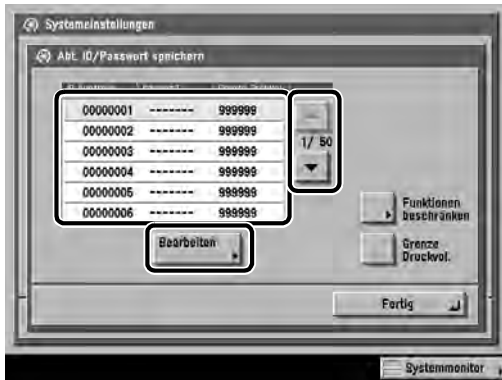 Systemeinstellungen
Abt. ID/Passwort speichern
00000001 ------- 999999
00000002 ------- 999999
00000003 ------- 999999
00000004 ------- 999999
00000005 ------- 999999
00000006 ------- 999999
1/ 50
Bearbeiten
Funktionen
beschränken
Grenze
Druckvol.
Fertig
Systemmonitor